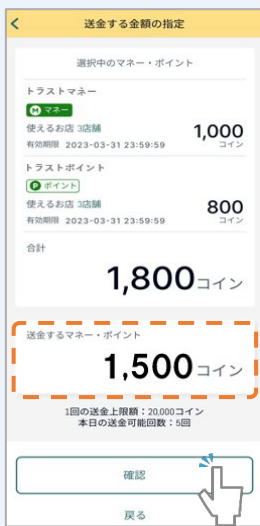 送金する金額の指定
選択中のマネー・ポイント
トラストマネー
M マネー
使えるお店 3店舗
1,000
有効期限 2023-03-31 23:59:59
コイン
トラストポイント
P ポイント
使えるお店 3店舗
800
有効期限 2023-03-31 23:59:59
コイン
合計
1,800コイン
送金するマネー・ポイント
1,500コイン
1回の送金上限額：20,000コイン
本日の送金可能回数：5回
確認
戻る